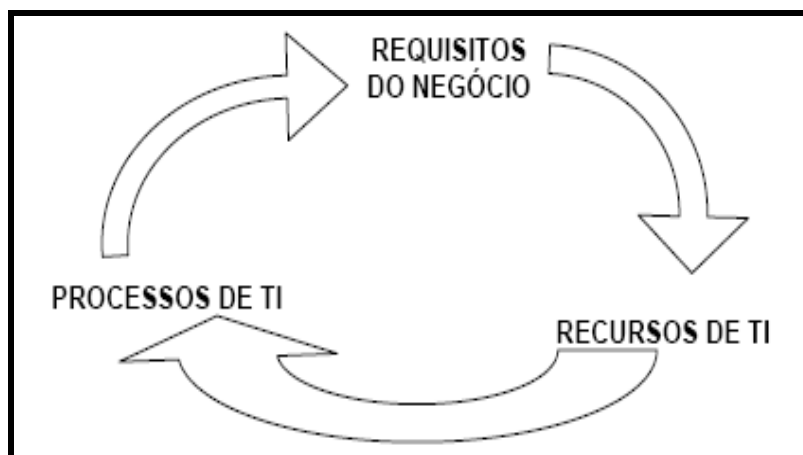 REQUISITOS
DO NEGÓCIO
PROCESSOS DE TI
RECURSOS DE TI